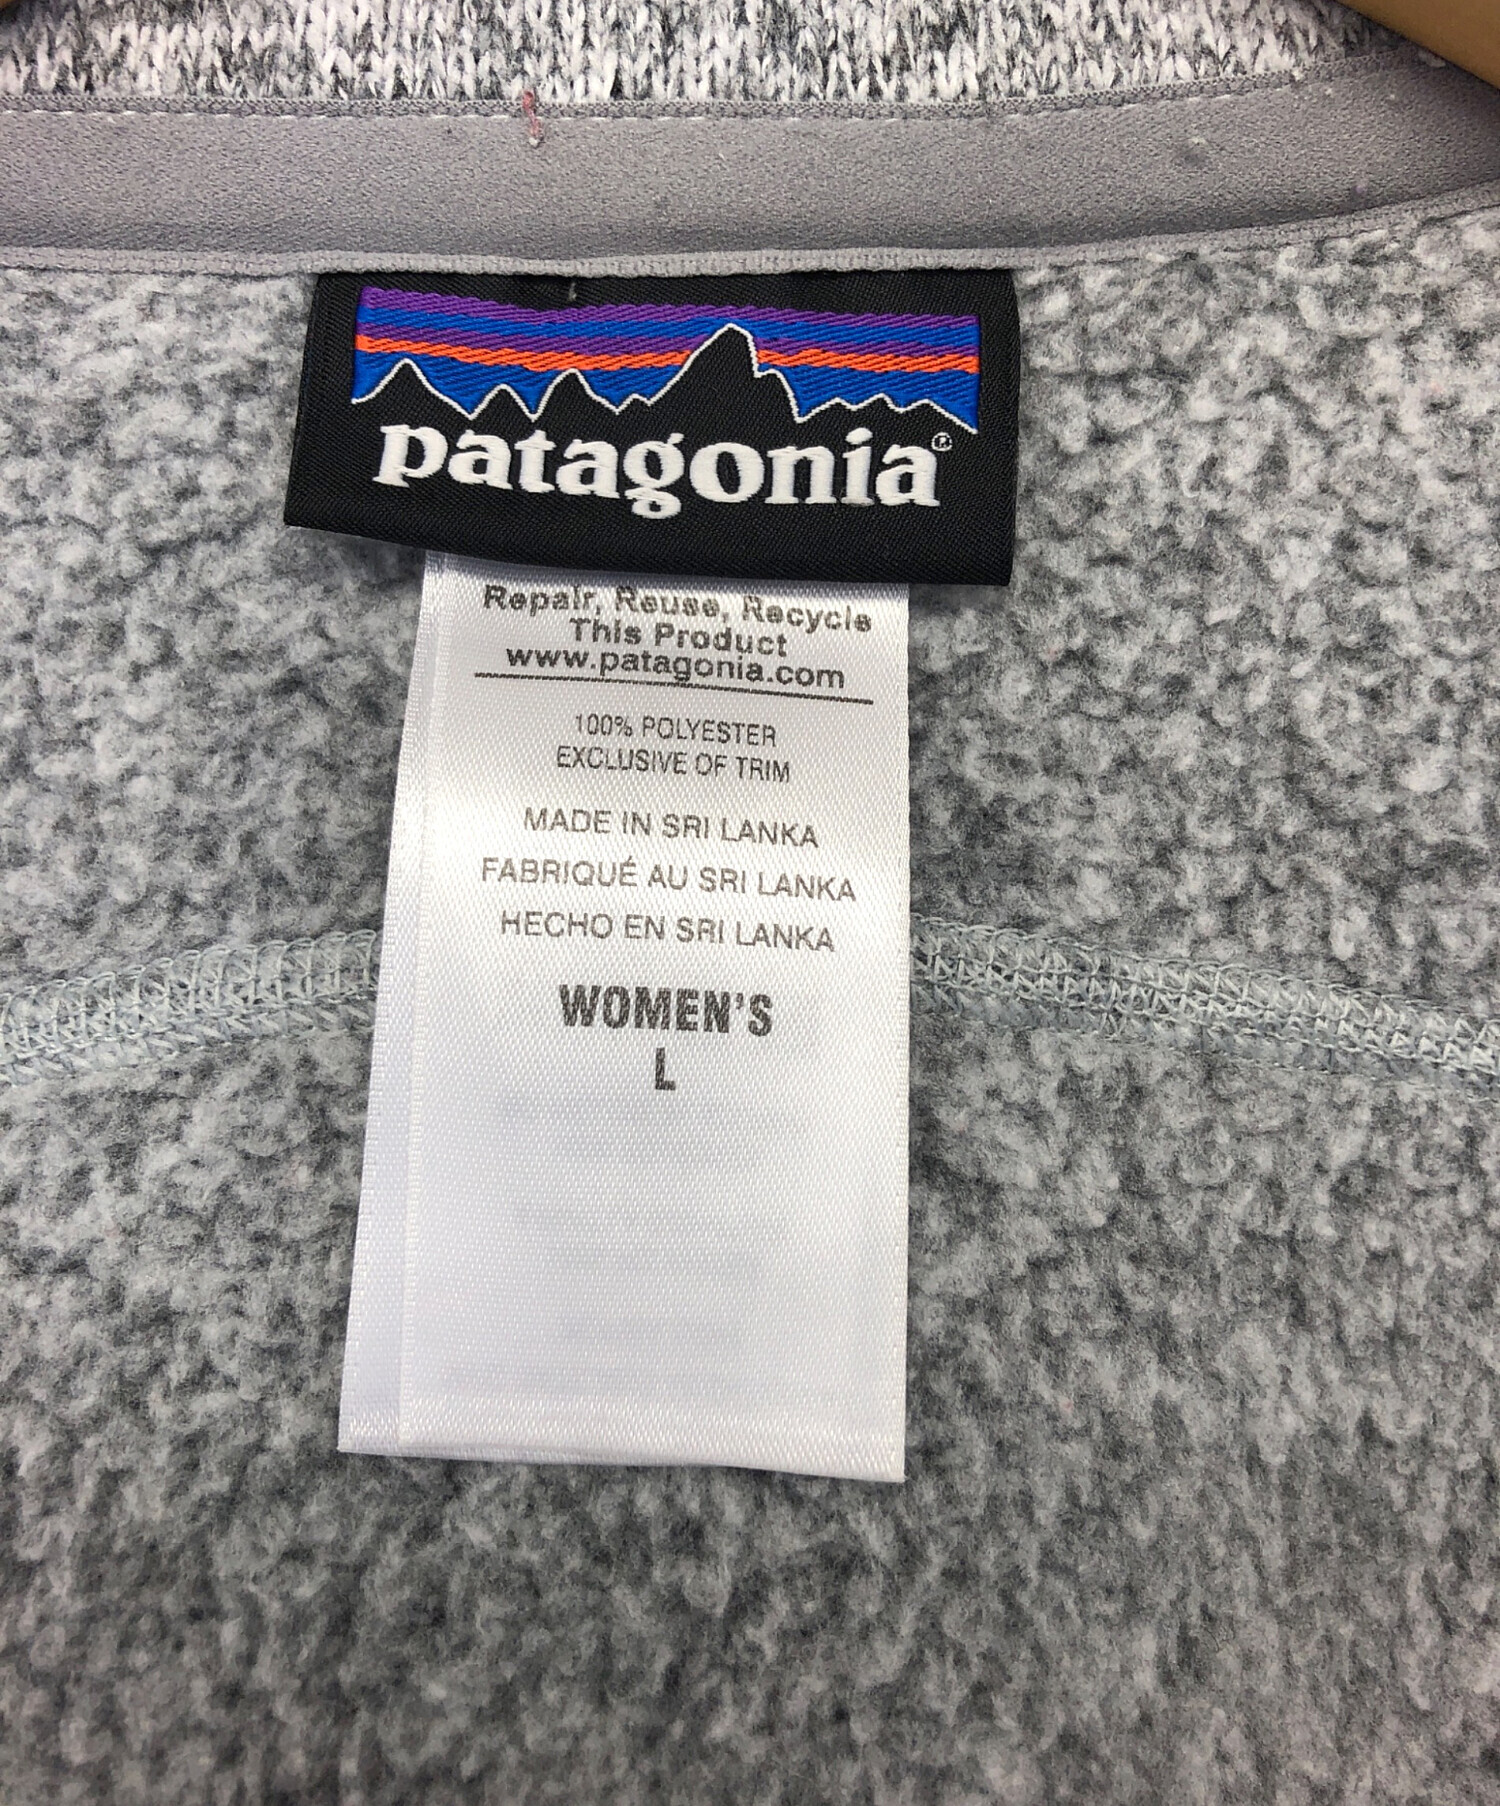 patagonia®
Repair, Reuse, Recycle
This Product
www.patagonia.com
100% POLYESTER
EXCLUSIVE OF TRIM
MADE IN SRI LANKA
FABRIQUÉ AU SRI LANKA
HECHO EN SRI LANKA
WOMEN'S
L